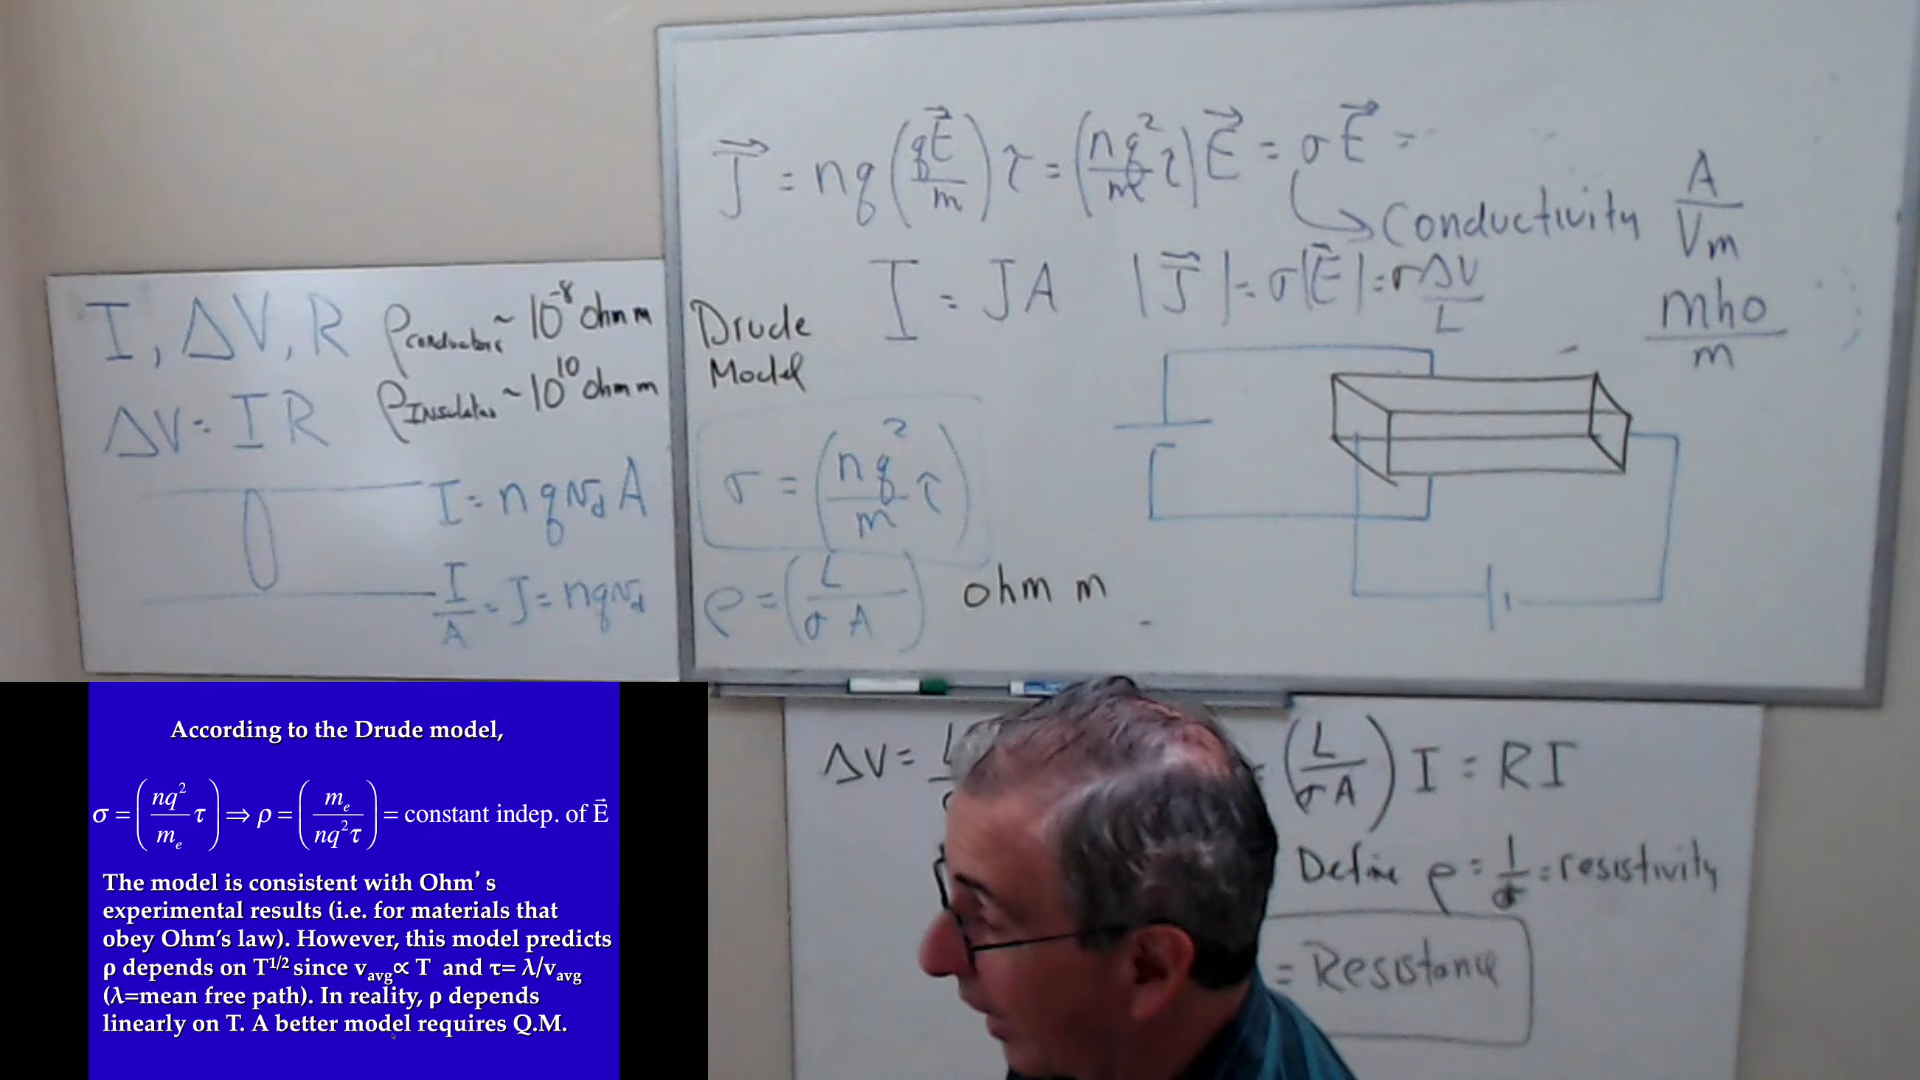 J⃗ = nq(qE⃗/m)τ = (nq²/m τ)E⃗ = σE⃗ =
Conductivity A/Vm
I = JA |J⃗| = σ|E⃗| = σ ΔV/L
mho/m
I, ΔV, R ρconductors ~ 10⁻⁸ ohm m
ΔV = IR ρInsulator ~ 10¹⁰ ohm m
I = nqv_d A
I/A = J = nqv_d
Drude
Model
σ = (nq²/m τ)
ρ = (L/σA) ohm m
ΔV = L = (L/σA) I = RI
Define ρ = 1/σ = resistivity
= Resistance
According to the Drude model,
σ = (nq²/mₑ τ) ⇒ ρ = (mₑ/nq²τ) = constant indep. of E⃗
The model is consistent with Ohm's
experimental results (i.e. for materials that
obey Ohm's law). However, this model predicts
ρ depends on T^1/2 since v_avg ∝ T and τ= λ/v_avg
(λ=mean free path). In reality, ρ depends
linearly on T. A better model requires Q.M.